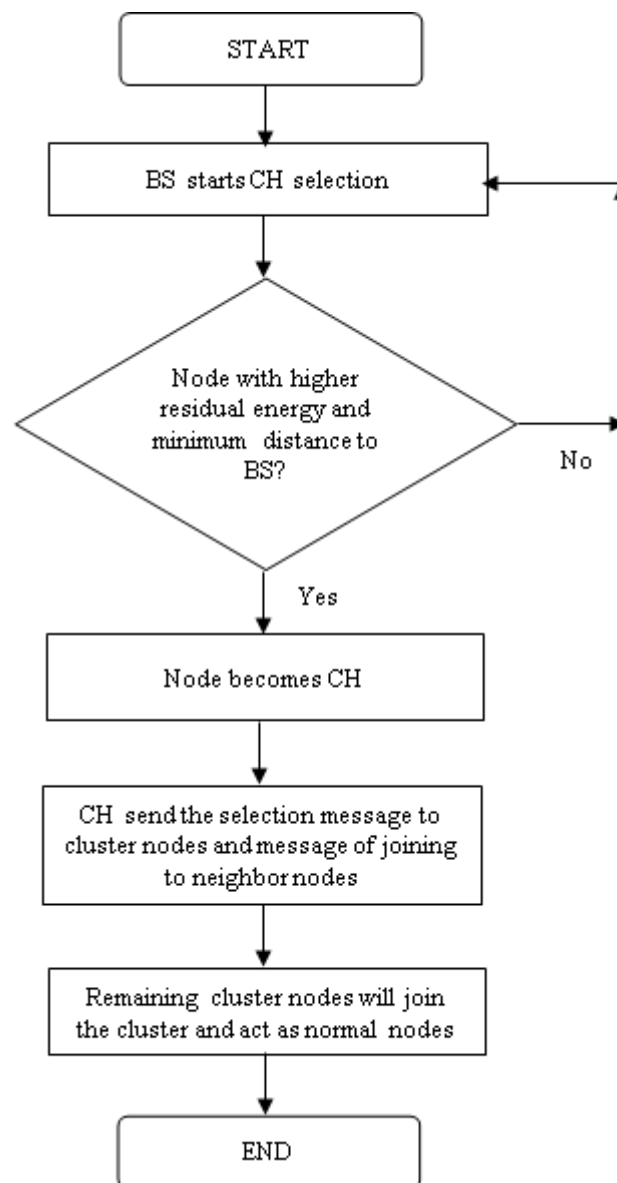 START
BS starts CH selection
Node with higher
residual energy and
minimum distance to
BS?
No
Yes
Node becomes CH
CH send the selection message to
cluster nodes and message of joining
to neighbor nodes
Remaining cluster nodes will join
the cluster and act as normal nodes
END